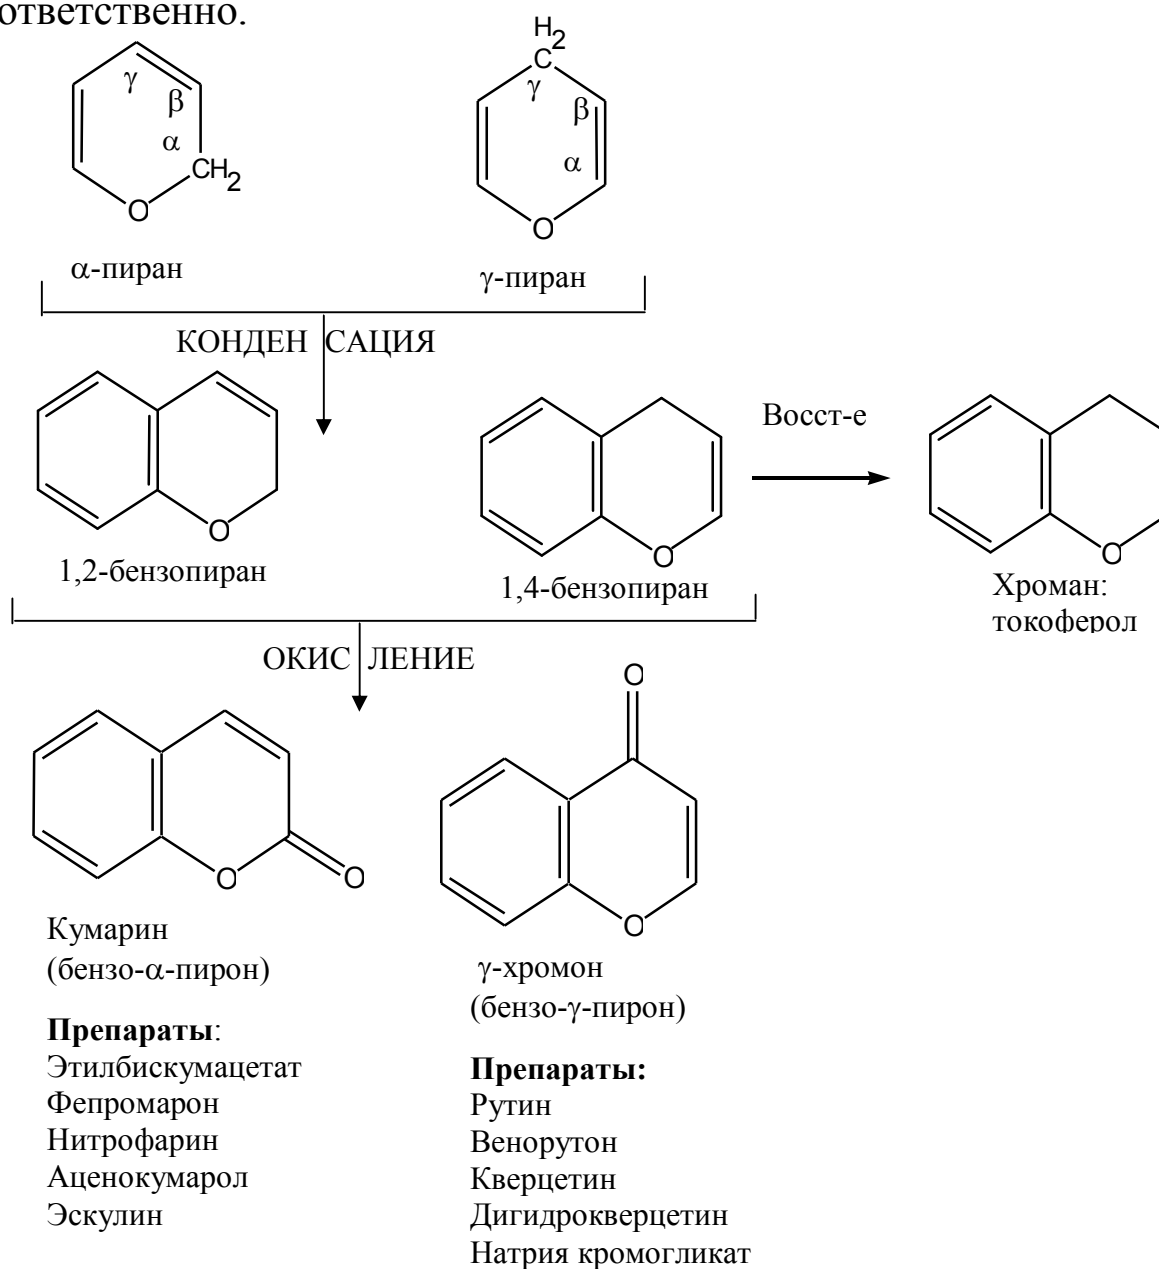 ответственно.
γ
β
α
CH2
O
H2
C
γ
β
α
O
α-пиран
γ-пиран
КОНДЕН САЦИЯ
O
O
Восст-е
O
1,2-бензопиран
1,4-бензопиран
Хроман:
токоферол
ОКИС ЛЕНИЕ
O
O
O
O
Кумарин
(бензо-α-пирон)
γ-хромон
(бензо-γ-пирон)
Препараты:
Этилбискумацетат
Фепромарон
Нитрофарин
Аценокумарол
Эскулин
Препараты:
Рутин
Венорутон
Кверцетин
Дигидрокверцетин
Натрия кромогликат